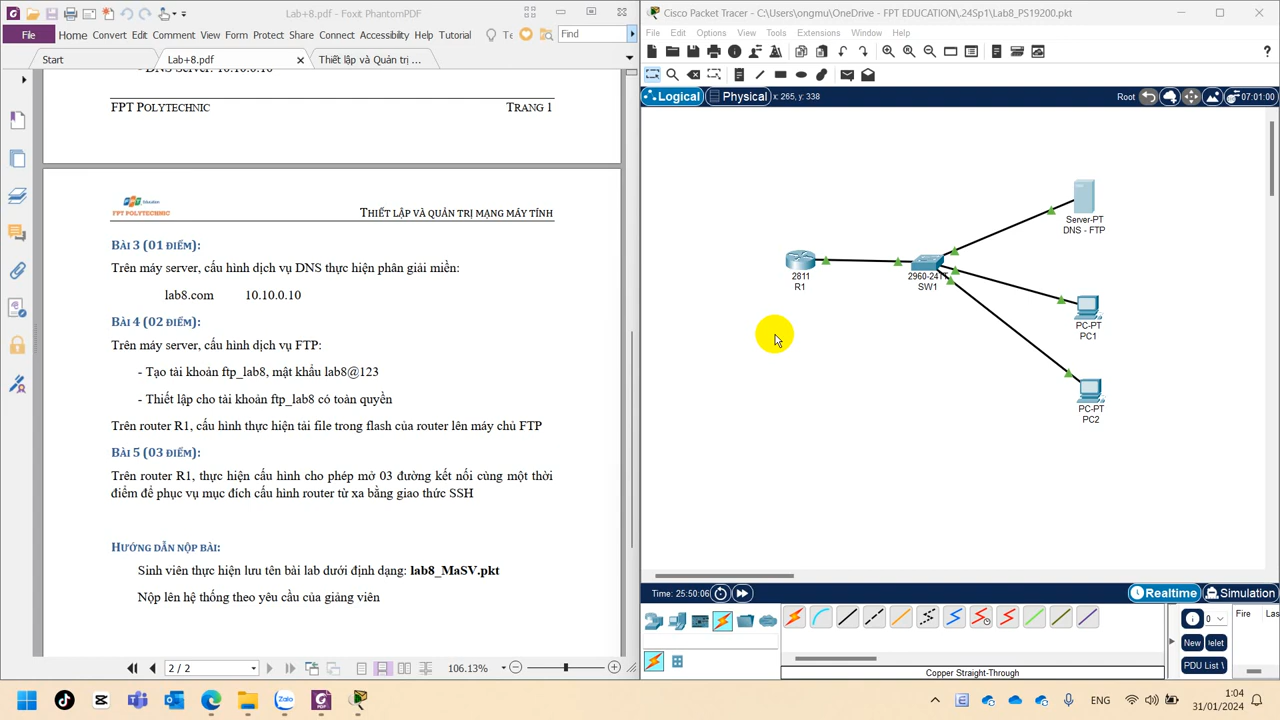 Lab+8.pdf - Foxit PhantomPDF
File Home Convert Edit Comment View Form Protect Share Connect Accessibility Help Tutorial Te Find
Start Lab+8.pdf Thiết lập và Quản trị ...
FPT POLYTECHNIC TRANG 1
FPT Education
FPT POLYTECHNIC
THIẾT LẬP VÀ QUẢN TRỊ MẠNG MÁY TÍNH
BÀI 3 (01 ĐIỂM):
Trên máy server, cấu hình dịch vụ DNS thực hiện phân giải miền:
lab8.com 10.10.0.10
BÀI 4 (02 ĐIỂM):
Trên máy server, cấu hình dịch vụ FTP:
- Tạo tài khoản ftp_lab8, mật khẩu lab8@123
- Thiết lập cho tài khoản ftp_lab8 có toàn quyền
Trên router R1, cấu hình thực hiện tải file trong flash của router lên máy chủ FTP
BÀI 5 (03 ĐIỂM):
Trên router R1, thực hiện cấu hình cho phép mở 03 đường kết nối cùng một thời
điểm để phục vụ mục đích cấu hình router từ xa bằng giao thức SSH
HƯỚNG DẪN NỘP BÀI:
Sinh viên thực hiện lưu tên bài lab dưới định dạng: lab8_MaSV.pkt
Nộp lên hệ thống theo yêu cầu của giảng viên
2 / 2 106.13%
Cisco Packet Tracer - C:\Users\ongmu\OneDrive - FPT EDUCATION\.24Sp1\Lab8_PS19200.pkt
File Edit Options View Tools Extensions Window Help
Logical Physical x: 265, y: 338 Root 07:01:00
Server-PT
DNS - FTP
2811
R1
2960-24TT
SW1
PC-PT
PC1
PC-PT
PC2
Time: 25:50:06 Realtime Simulation
0 Fire Las
New elet
PDU List \
Copper Straight-Through
ENG 1:04
31/01/2024